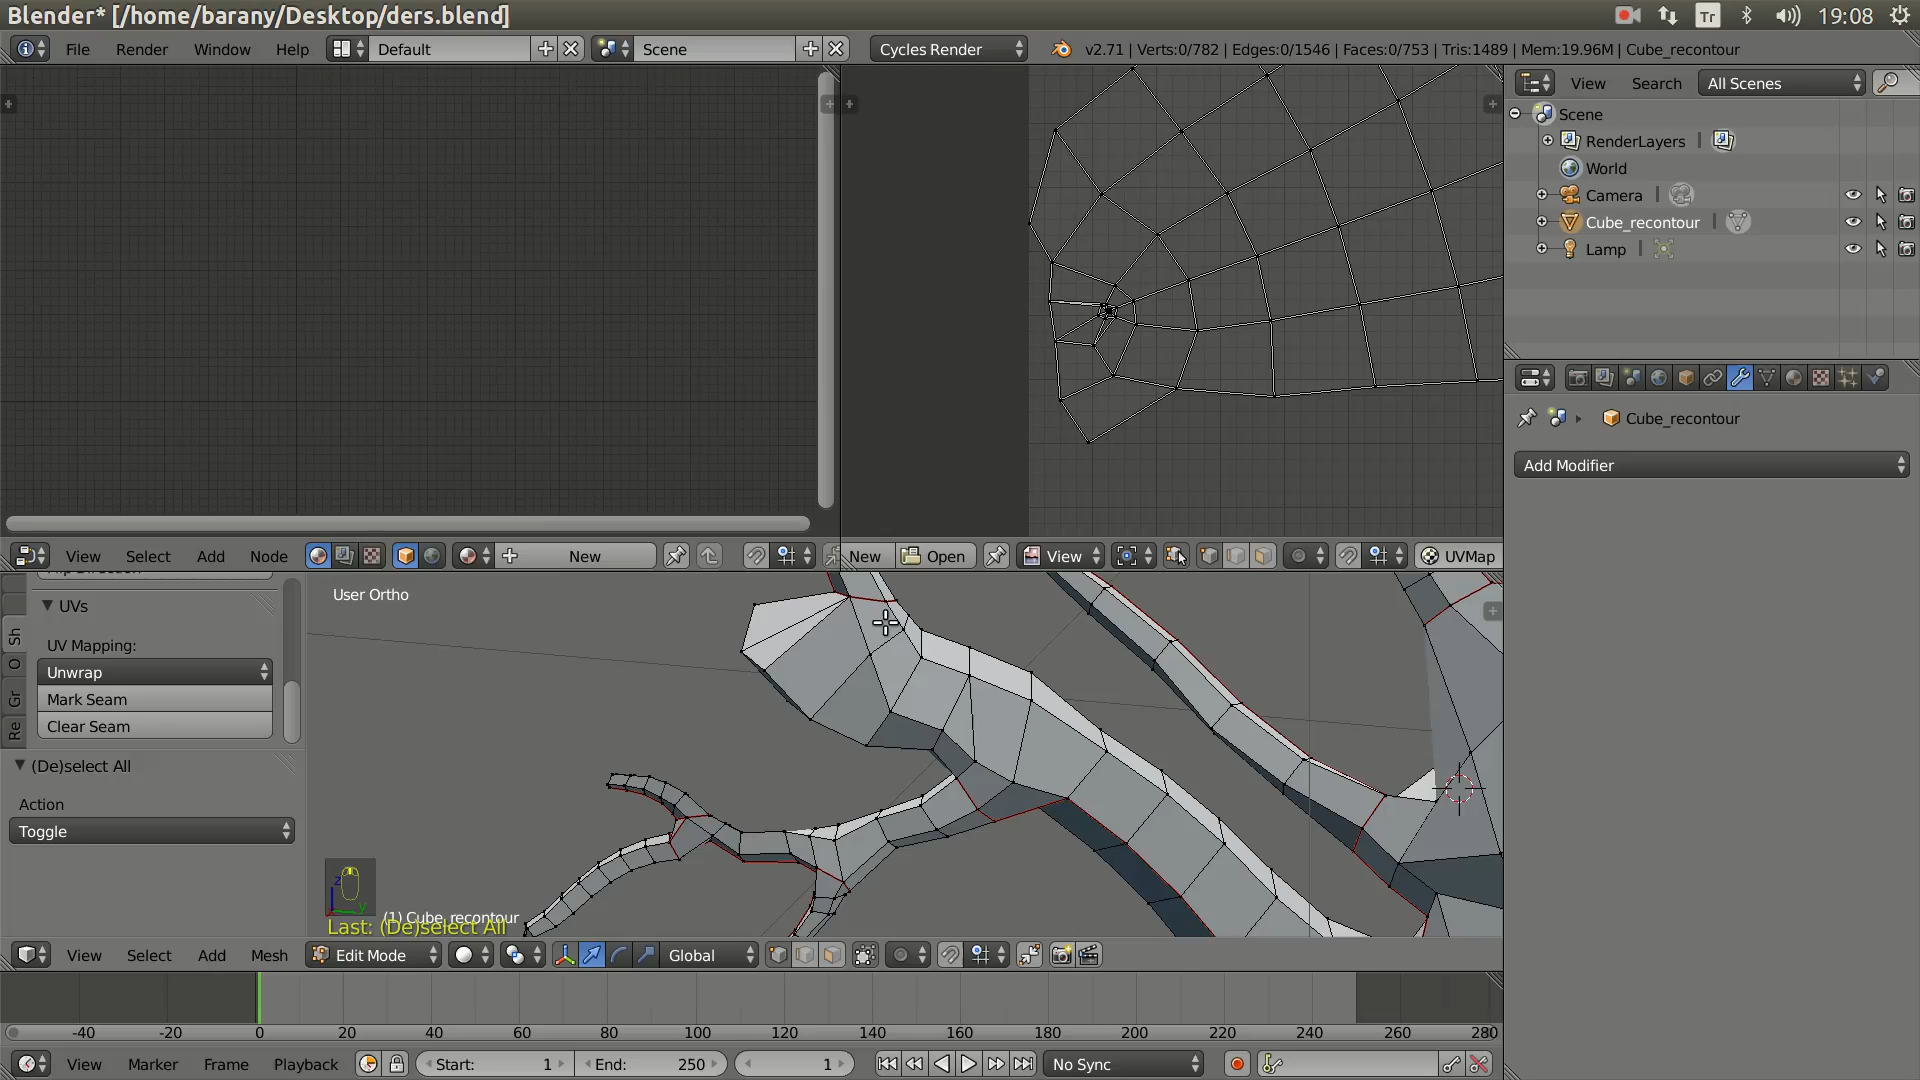 Blender* [/home/barany/Desktop/ders.blend]
Tr
19:08
File Render Window Help Default Scene Cycles Render v2.71 | Verts:0/782 | Edges:0/1546 | Faces:0/753 | Tris:1489 | Mem:19.96M | Cube_recontour
View Search All Scenes
Scene
RenderLayers
World
Camera
Cube_recontour
Lamp
Cube_recontour
Add Modifier
View Select Add Node New
New Open View UVMap
UVs
UV Mapping:
Unwrap
Mark Seam
Clear Seam
(De)select All
Action
Toggle
Sh
O
Gr
Re
User Ortho
z
y
(1) Cube_recontour
Last: (De)select All
View Select Add Mesh Edit Mode Global
-40 -20 0 20 40 60 80 100 120 140 160 180 200 220 240 260 280
View Marker Frame Playback Start: 1 End: 250 1 No Sync